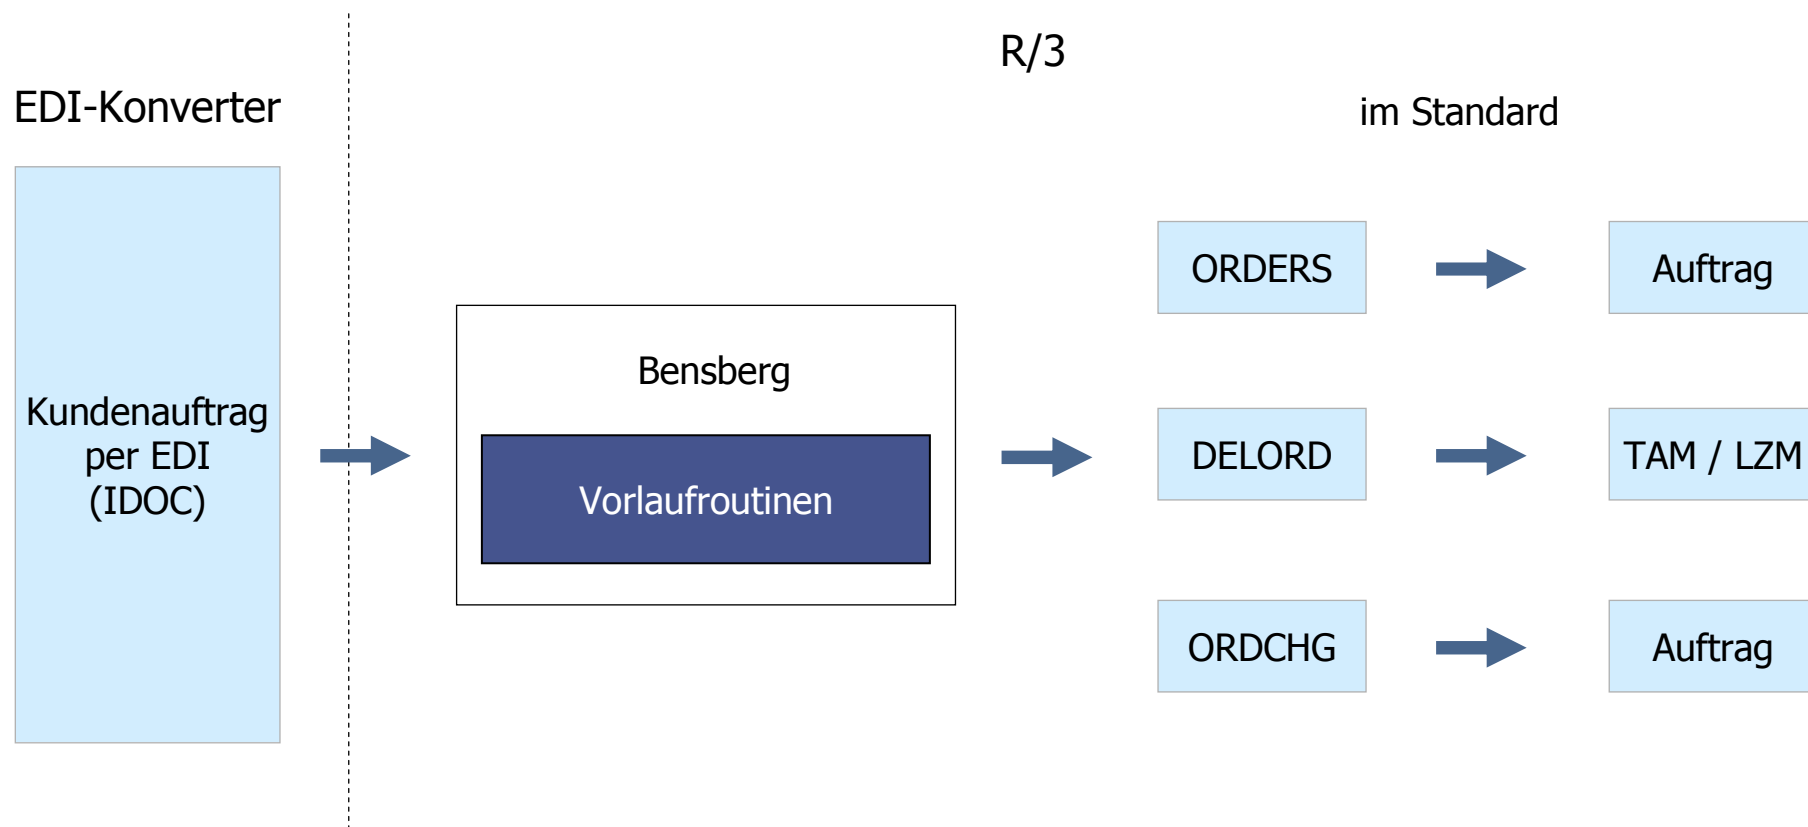 R/3
EDI-Konverter
im Standard
Kundenauftrag
per EDI
(IDOC)
Bensberg
Vorlaufroutinen
ORDERS
Auftrag
DELORD
TAM / LZM
ORDCHG
Auftrag